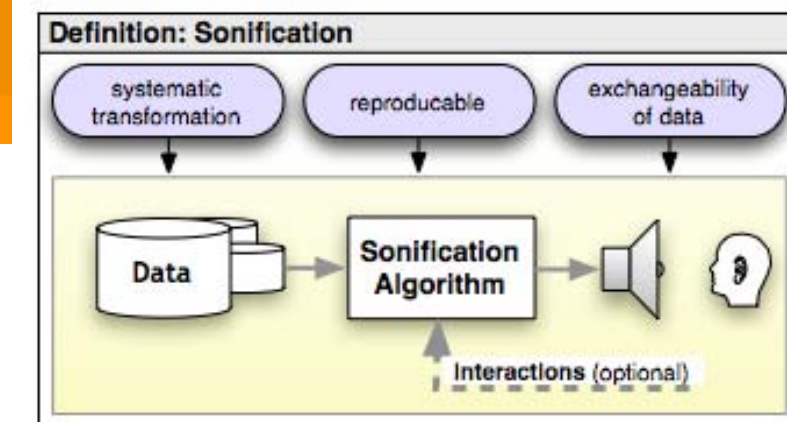 Definition: Sonification
systematic
transformation
reproducable
exchangeability
of data
Data
Sonification
Algorithm
Interactions (optional)